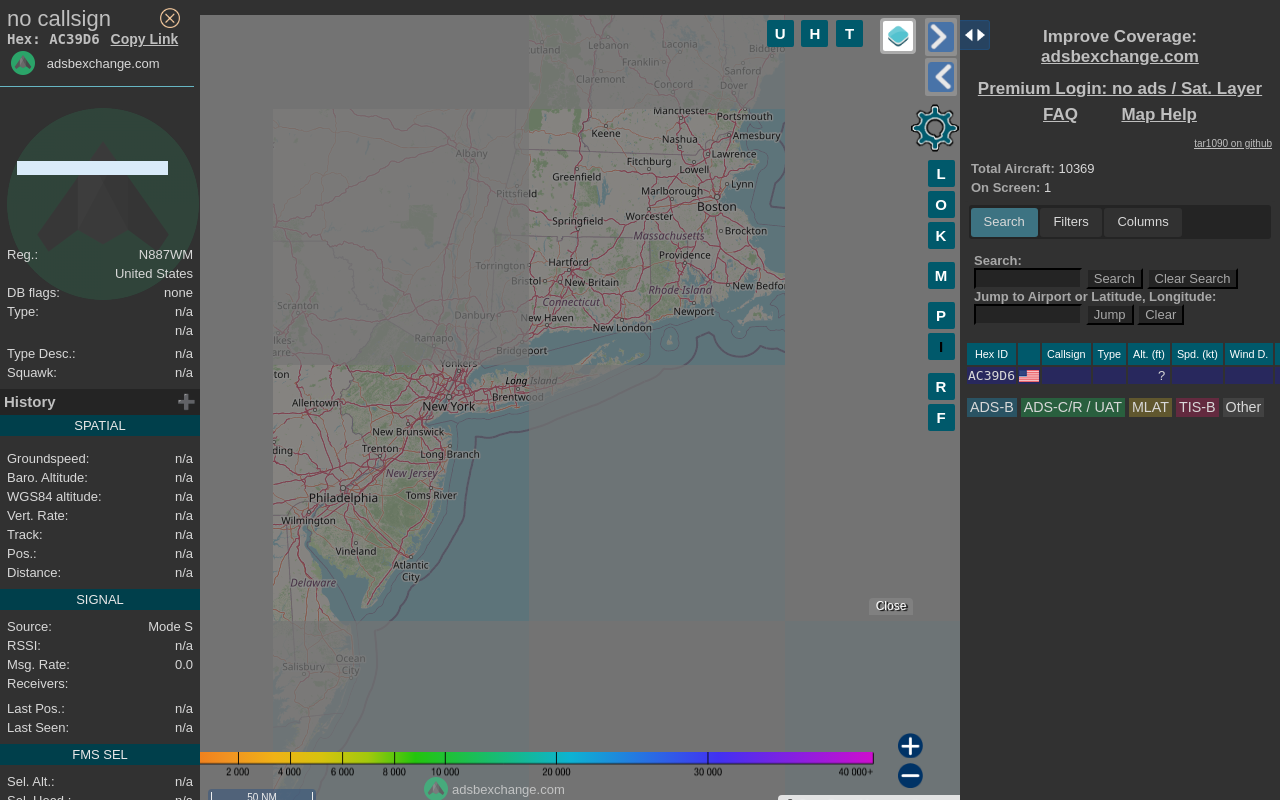 no callsign
Hex: AC39D6 Copy Link
adsbexchange.com
Reg.: N887WM
United States
DB flags: none
Type: n/a
n/a
Type Desc.: n/a
Squawk: n/a
History
SPATIAL
Groundspeed: n/a
Baro. Altitude: n/a
WGS84 altitude: n/a
Vert. Rate: n/a
Track: n/a
Pos.: n/a
Distance: n/a
SIGNAL
Source: Mode S
RSSI: n/a
Msg. Rate: 0.0
Receivers:
Last Pos.: n/a
Last Seen: n/a
FMS SEL
Sel. Alt.: n/a
Sel. Head.: n/a
U H T
L
O
K
M
P
I
R
F
Rutland
Lebanon
Laconia
Franklin
Claremont
Concord
Sanford
Dover
Manchester
Portsmouth
Keene
Nashua
Amesbury
Albany
Fitchburg
Lawrence
Greenfield
Lowell
Pittsfield
Marlborough
Lynn
Worcester
Boston
Springfield
Massachusetts
Brockton
Providence
Torrington
Hartford
Bristol
New Britain
Rhode Island
New Bedfor
Scranton
Connecticut
Danbury
New Haven
Newport
New London
Ramapo
Bridgeport
Yonkers
Long Island
Allentown
New York
Brentwood
New Brunswick
Trenton
Long Branch
New Jersey
Philadelphia
Toms River
Wilmington
Vineland
Atlantic
City
Delaware
Ocean
City
Salisbury
Close
2 000 4 000 6 000 8 000 10 000 20 000 30 000 40 000+
adsbexchange.com
50 NM
Improve Coverage:
adsbexchange.com
Premium Login: no ads / Sat. Layer
FAQ Map Help
tar1090 on github
Total Aircraft: 10369
On Screen: 1
Search Filters Columns
Search:
Search Clear Search
Jump to Airport or Latitude, Longitude:
Jump Clear
Hex ID Callsign Type Alt. (ft) Spd. (kt) Wind D.
AC39D6 ?
ADS-B ADS-C/R / UAT MLAT TIS-B Other